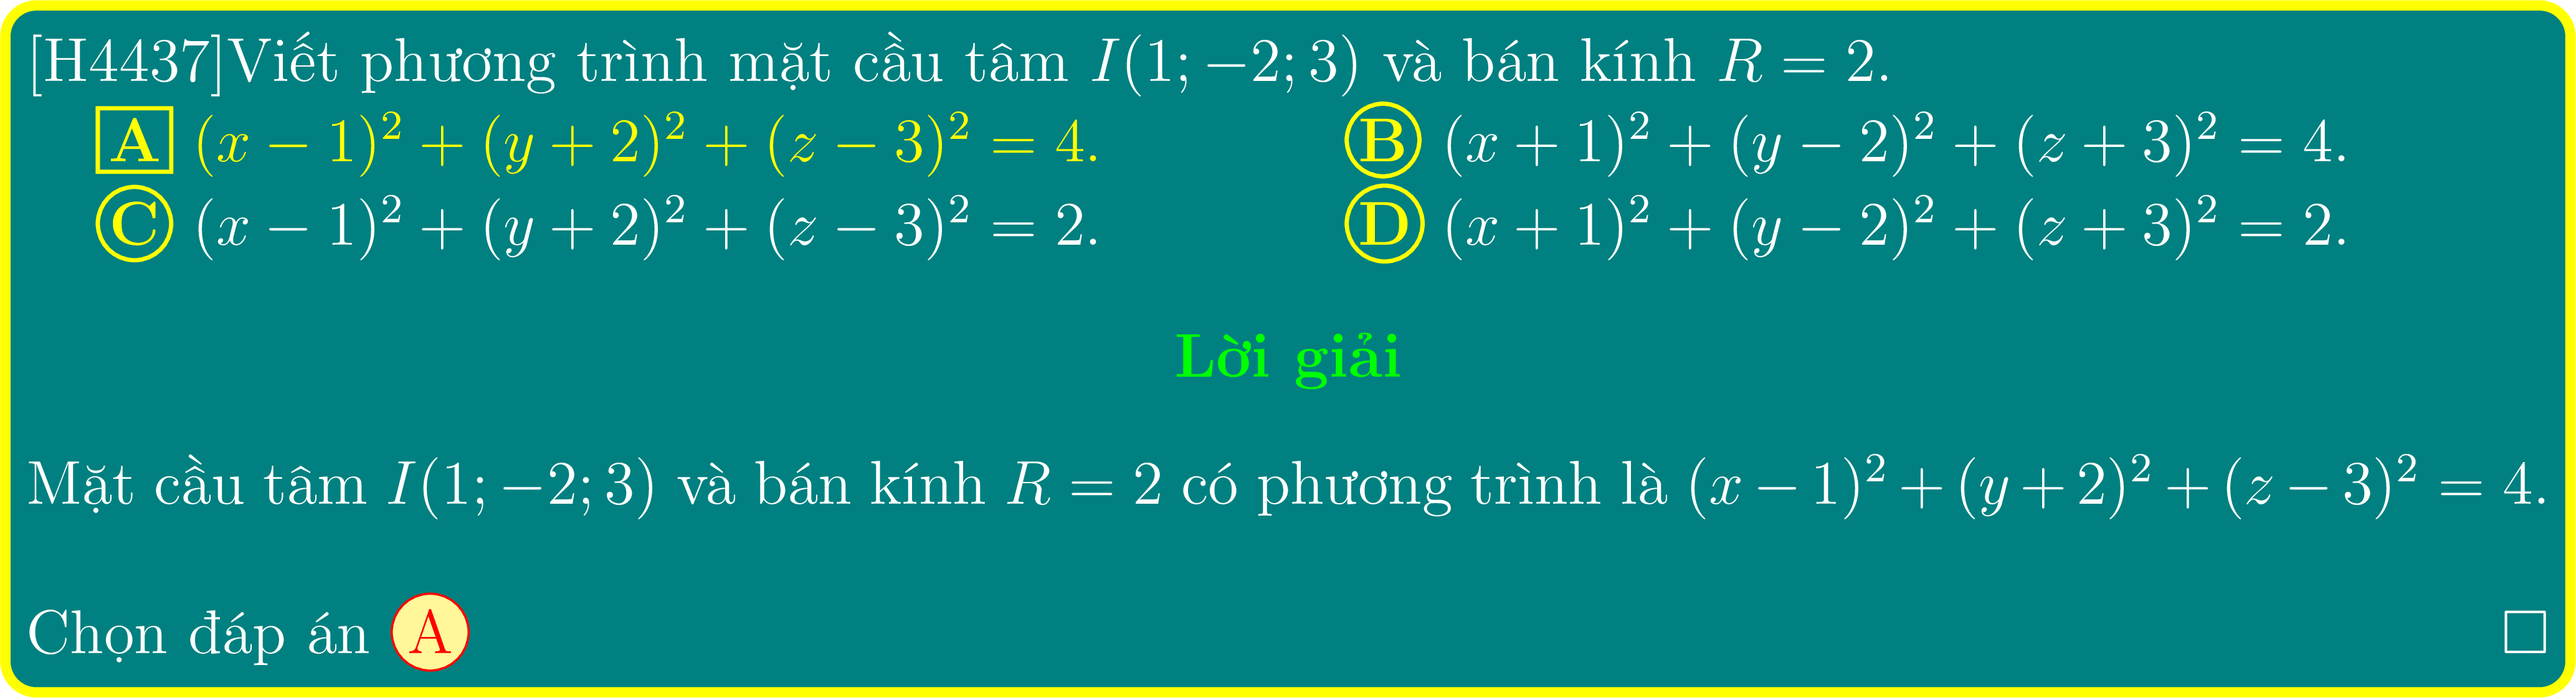 [H4437]Viết phương trình mặt cầu tâm I(1; −2; 3) và bán kính R = 2.
A (x − 1)² + (y + 2)² + (z − 3)² = 4. B (x + 1)² + (y − 2)² + (z + 3)² = 4.
C (x − 1)² + (y + 2)² + (z − 3)² = 2. D (x + 1)² + (y − 2)² + (z + 3)² = 2.
Lời giải
Mặt cầu tâm I(1; −2; 3) và bán kính R = 2 có phương trình là (x − 1)² + (y + 2)² + (z − 3)² = 4.
Chọn đáp án A □